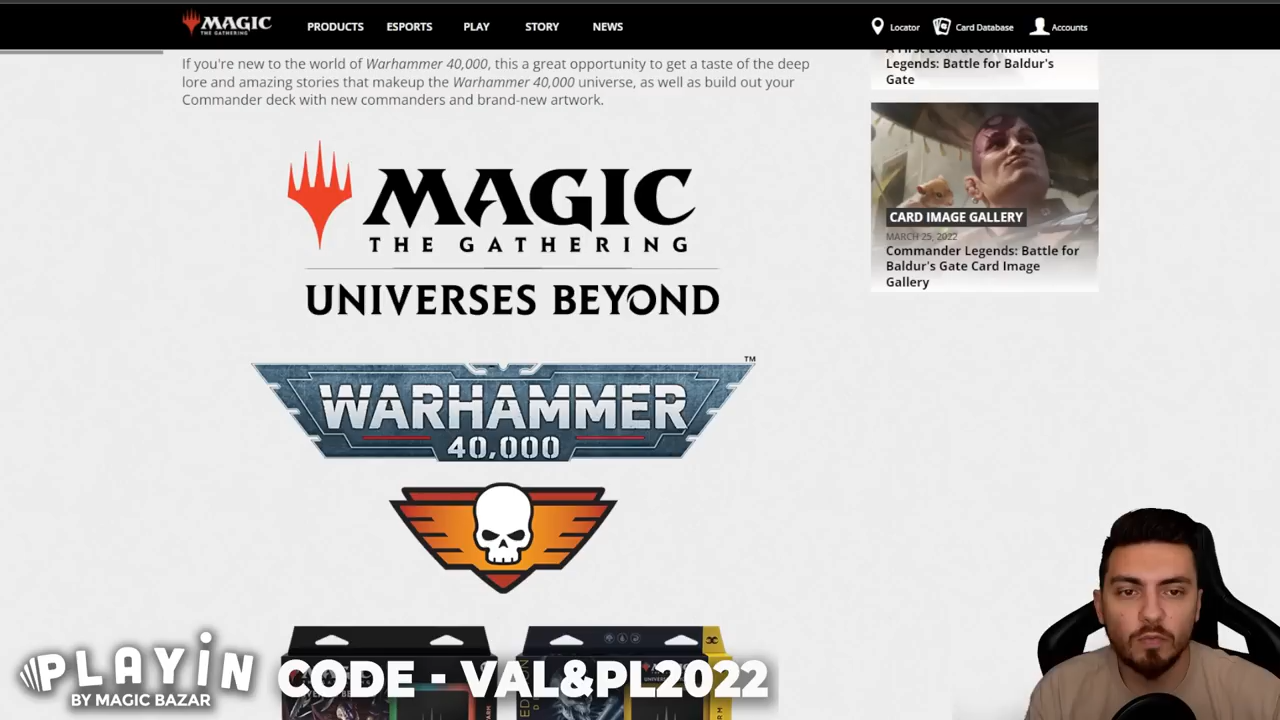 MAGIC
THE GATHERING
PRODUCTS
ESPORTS
PLAY
STORY
NEWS
Locator
Card Database
Accounts
If you're new to the world of Warhammer 40,000, this a great opportunity to get a taste of the deep
lore and amazing stories that makeup the Warhammer 40,000 universe, as well as build out your
Commander deck with new commanders and brand-new artwork.
MAGIC
THE GATHERING
UNIVERSES BEYOND
WARHAMMER
TM
40,000
A First Look at Commander
Legends: Battle for Baldur's
Gate
CARD IMAGE GALLERY
MARCH 25, 2022
Commander Legends: Battle for
Baldur's Gate Card Image
Gallery
PLAYiN
BY MAGIC BAZAR
CODE - VAL&PL2022